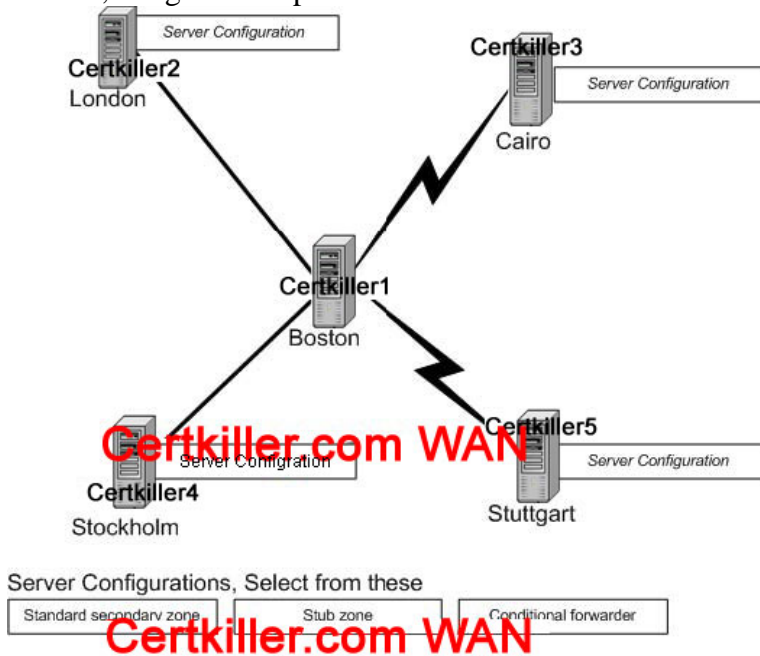 Server Configuration
Certkiller2
London
Certkiller3
Server Configuration
Cairo
Certkiller1
Boston
Certkiller.com WAN
Server Configration
Certkiller4
Stockholm
Certkiller5
Server Configuration
Stuttgart
Server Configurations, Select from these
Standard secondary zone
Stub zone
Conditional forwarder
Certkiller.com WAN